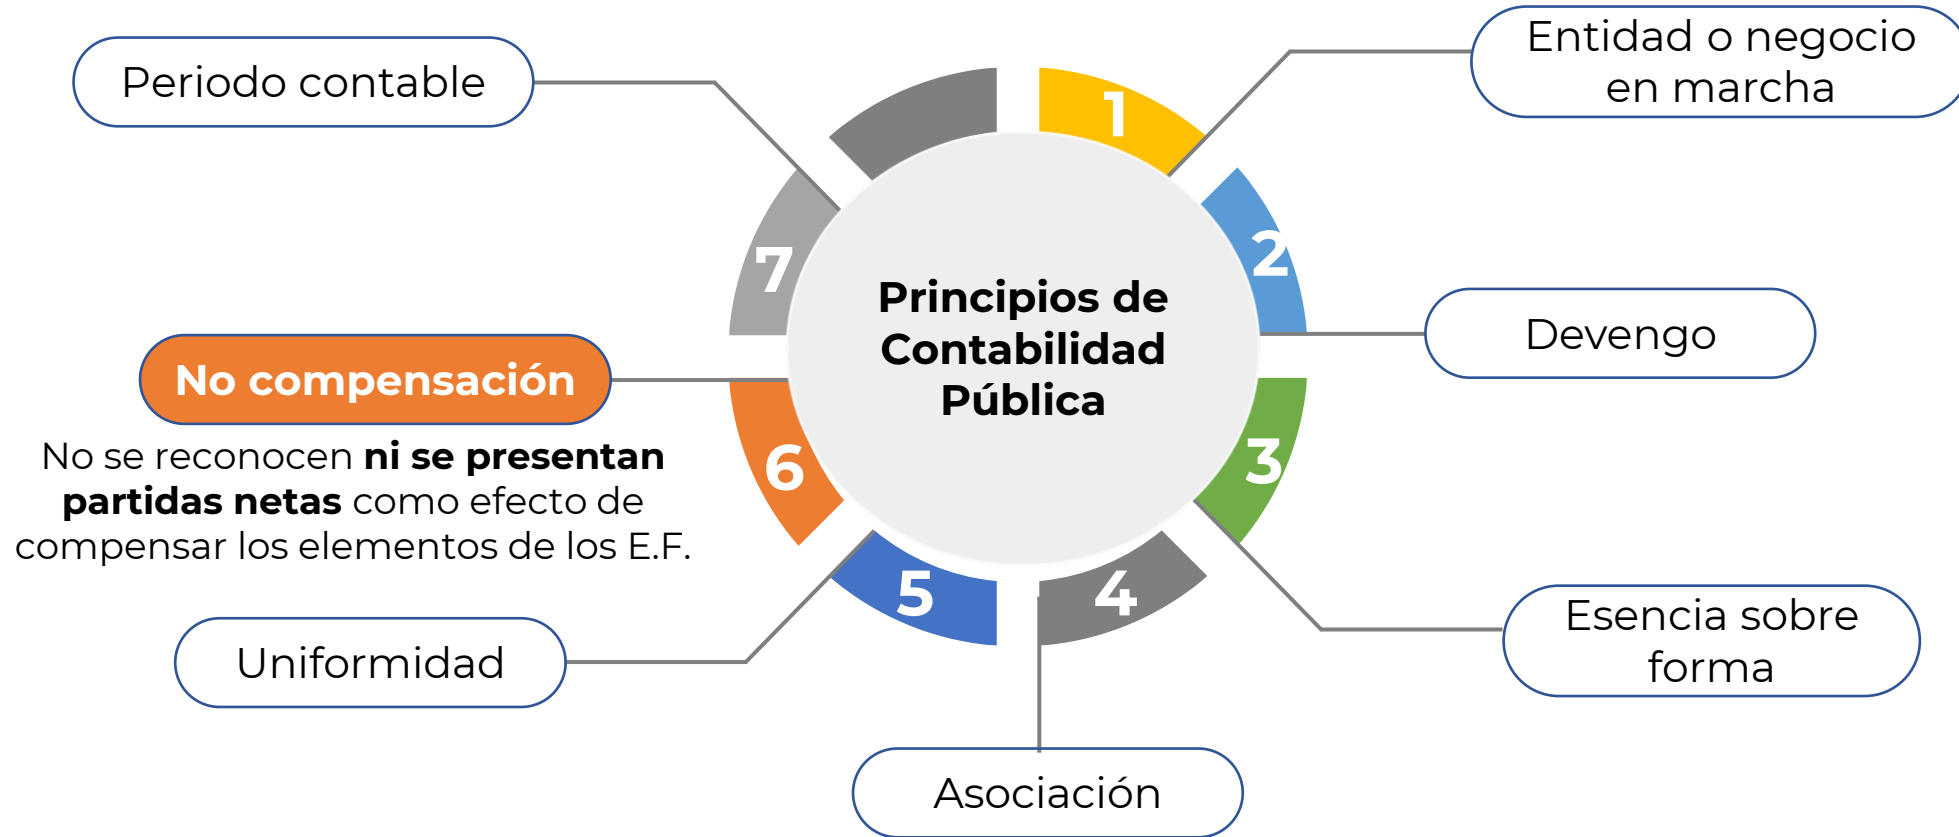 Entidad o negocio
en marcha
Periodo contable
1
2
7
Principios de
Contabilidad
Pública
Devengo
No compensación
No se reconocen ni se presentan
partidas netas como efecto de
compensar los elementos de los E.F.
6
3
5
4
Uniformidad
Esencia sobre
forma
Asociación